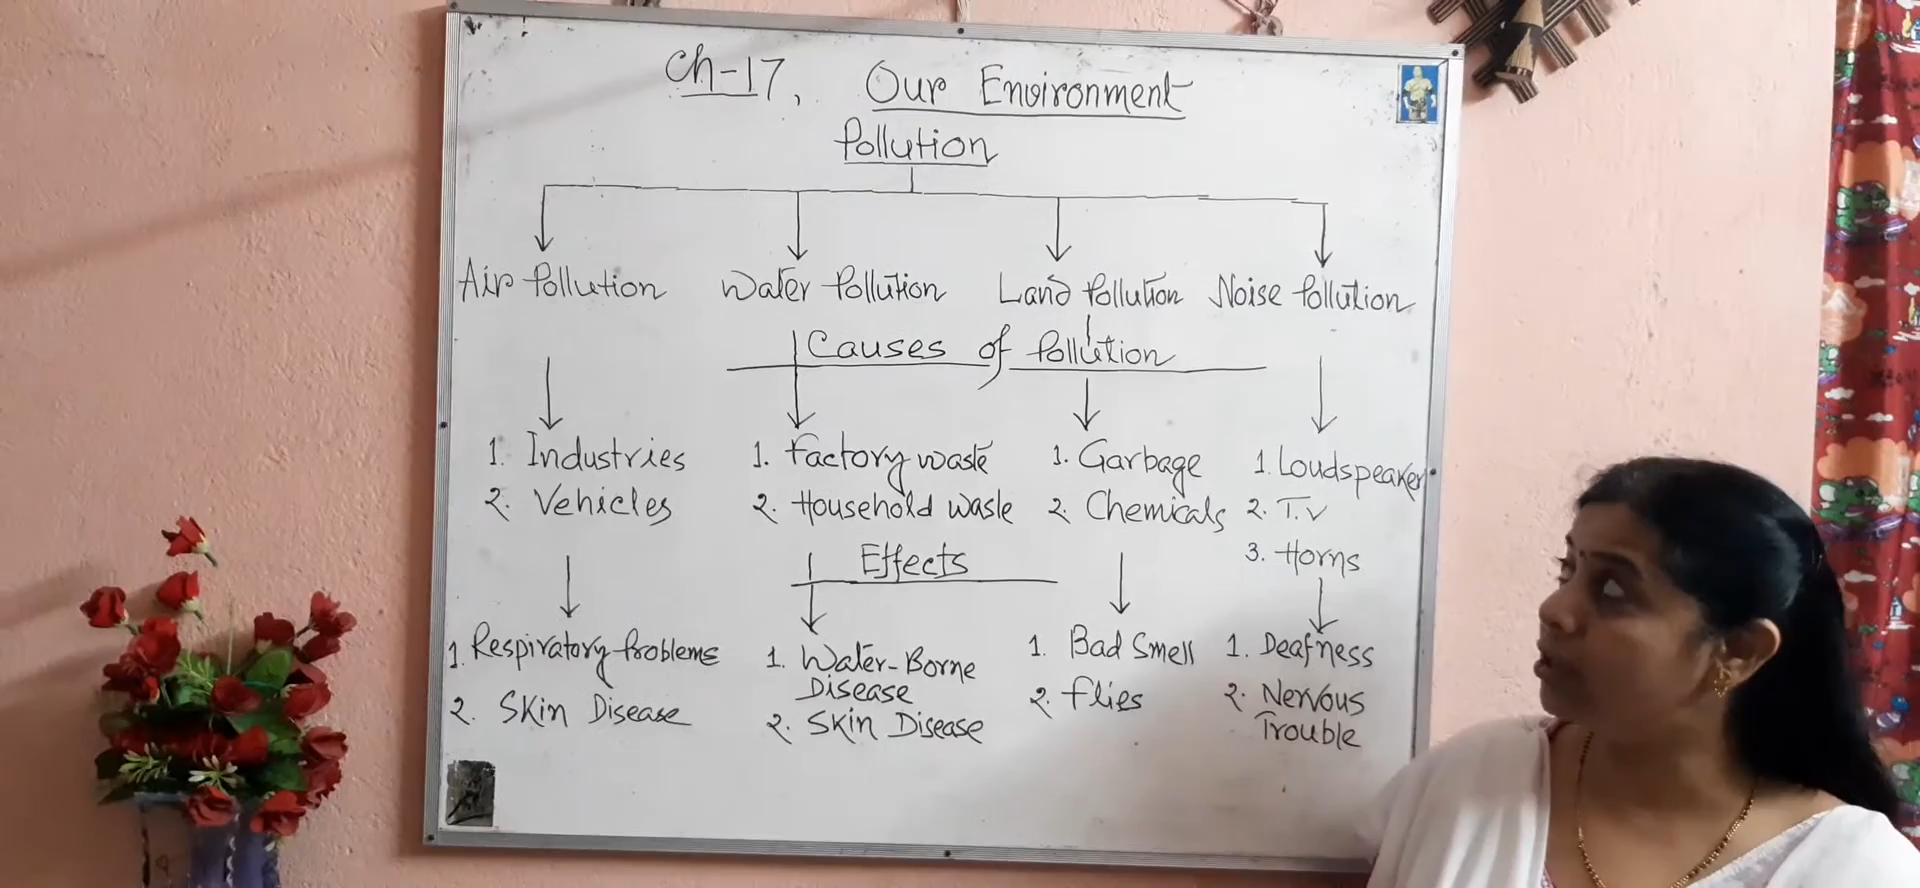 Ch-17, Our Environment
Pollution
Air Pollution Water Pollution Land Pollution Noise Pollution
Causes of Pollution
1. Industries 1. Factory waste 1. Garbage 1. Loudspeaker
2. Vehicles 2. Household waste 2. Chemicals 2. T.V
3. Horns
Effects
1. Respiratory Problems 1. Water-Borne Disease 1. Bad Smell 1. Deafness
2. Skin Disease 2. Skin Disease 2. Flies 2. Nervous Trouble